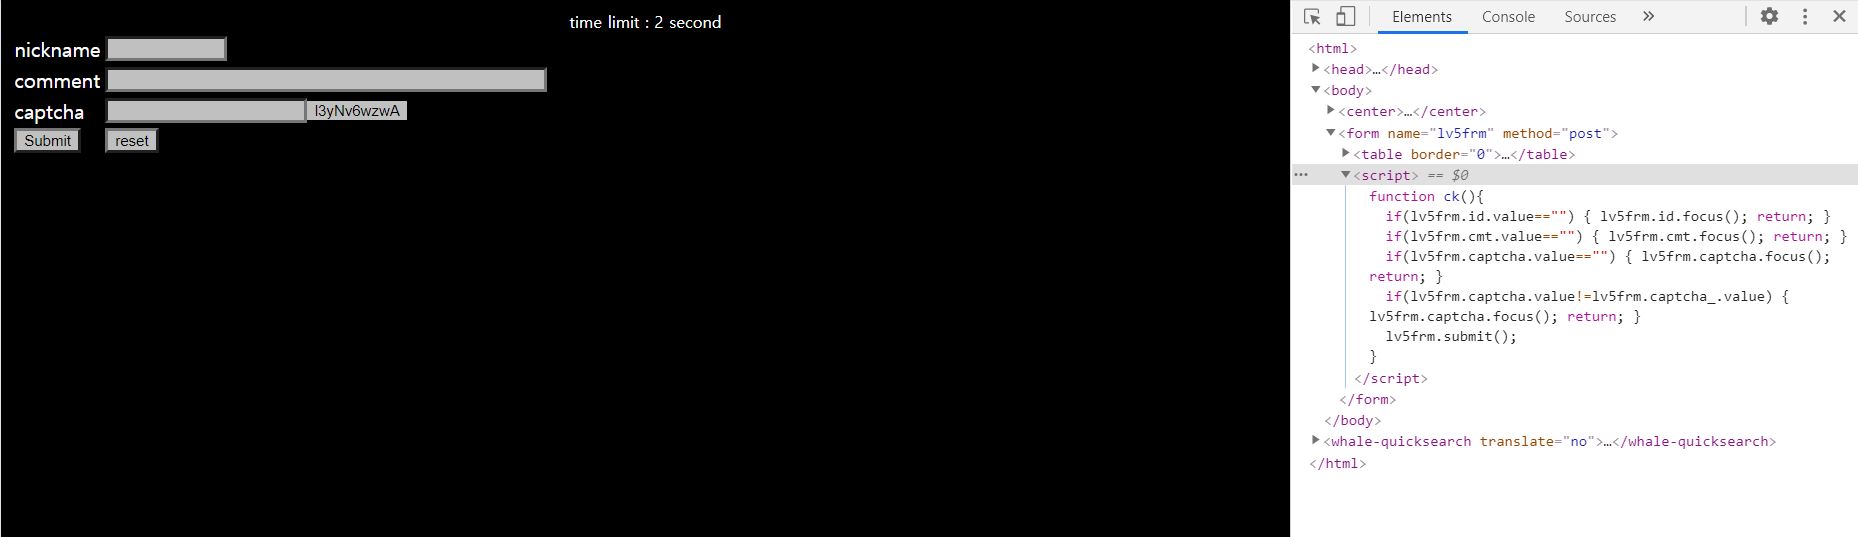 time limit : 2 second
nickname
comment
captcha l3yNv6wzwA
Submit reset
Elements Console Sources »
<html>
<head>…</head>
<body>
<center>…</center>
<form name="lv5frm" method="post">
<table border="0">…</table>
<script> == $0
function ck(){
if(lv5frm.id.value=="") { lv5frm.id.focus(); return; }
if(lv5frm.cmt.value=="") { lv5frm.cmt.focus(); return; }
if(lv5frm.captcha.value=="") { lv5frm.captcha.focus();
return; }
if(lv5frm.captcha.value!=lv5frm.captcha_.value) {
lv5frm.captcha.focus(); return; }
lv5frm.submit();
}
</script>
</form>
</body>
<whale-quicksearch translate="no">…</whale-quicksearch>
</html>